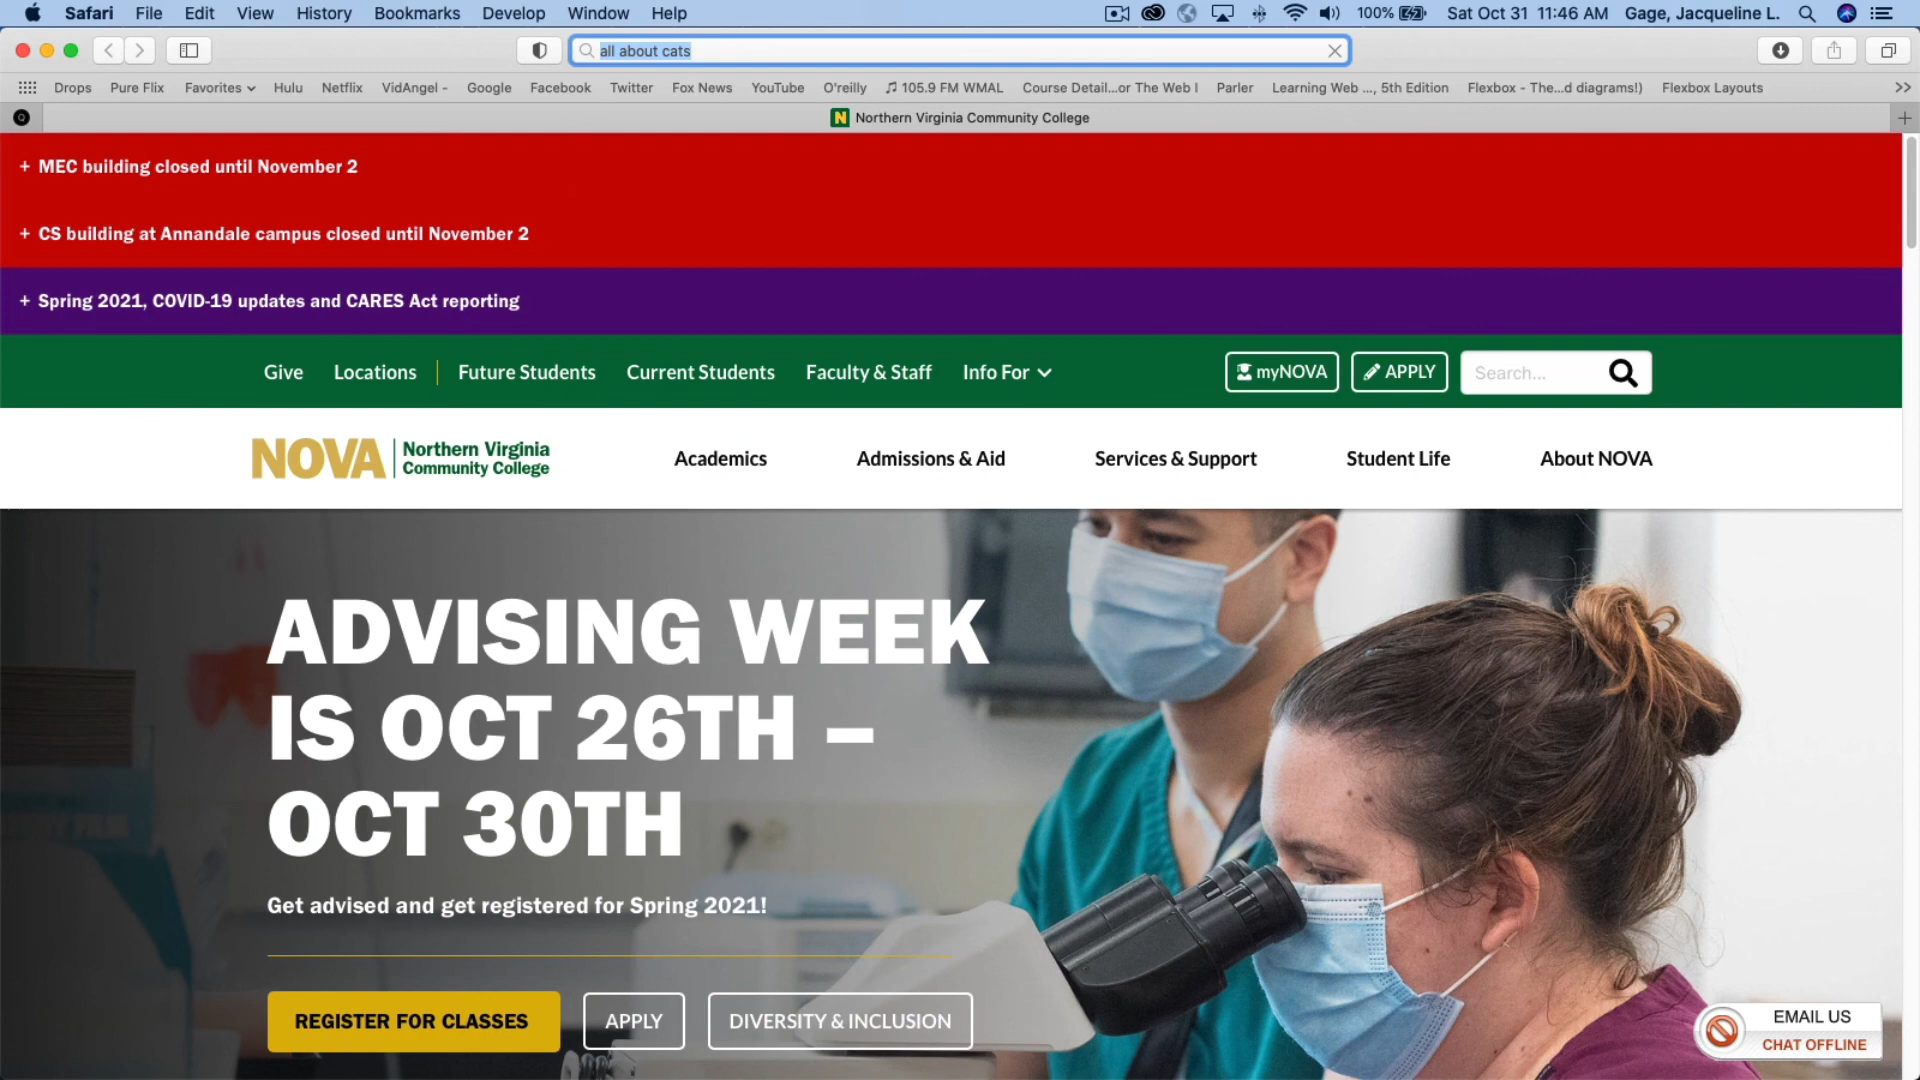 Safari File Edit View History Bookmarks Develop Window Help 100% Sat Oct 31 11:46 AM Gage, Jacqueline L.
all about cats
Drops Pure Flix Favorites Hulu Netflix VidAngel - Google Facebook Twitter Fox News YouTube O'reilly 105.9 FM WMAL Course Detail...or The Web I Parler Learning Web ..., 5th Edition Flexbox - The...d diagrams!) Flexbox Layouts
Q N Northern Virginia Community College
+ MEC building closed until November 2
+ CS building at Annandale campus closed until November 2
+ Spring 2021, COVID-19 updates and CARES Act reporting
Give Locations Future Students Current Students Faculty & Staff Info For myNOVA APPLY Search...
NOVA Northern Virginia
Community College
Academics Admissions & Aid Services & Support Student Life About NOVA
ADVISING WEEK
IS OCT 26TH –
OCT 30TH
Get advised and get registered for Spring 2021!
REGISTER FOR CLASSES APPLY DIVERSITY & INCLUSION
EMAIL US
CHAT OFFLINE